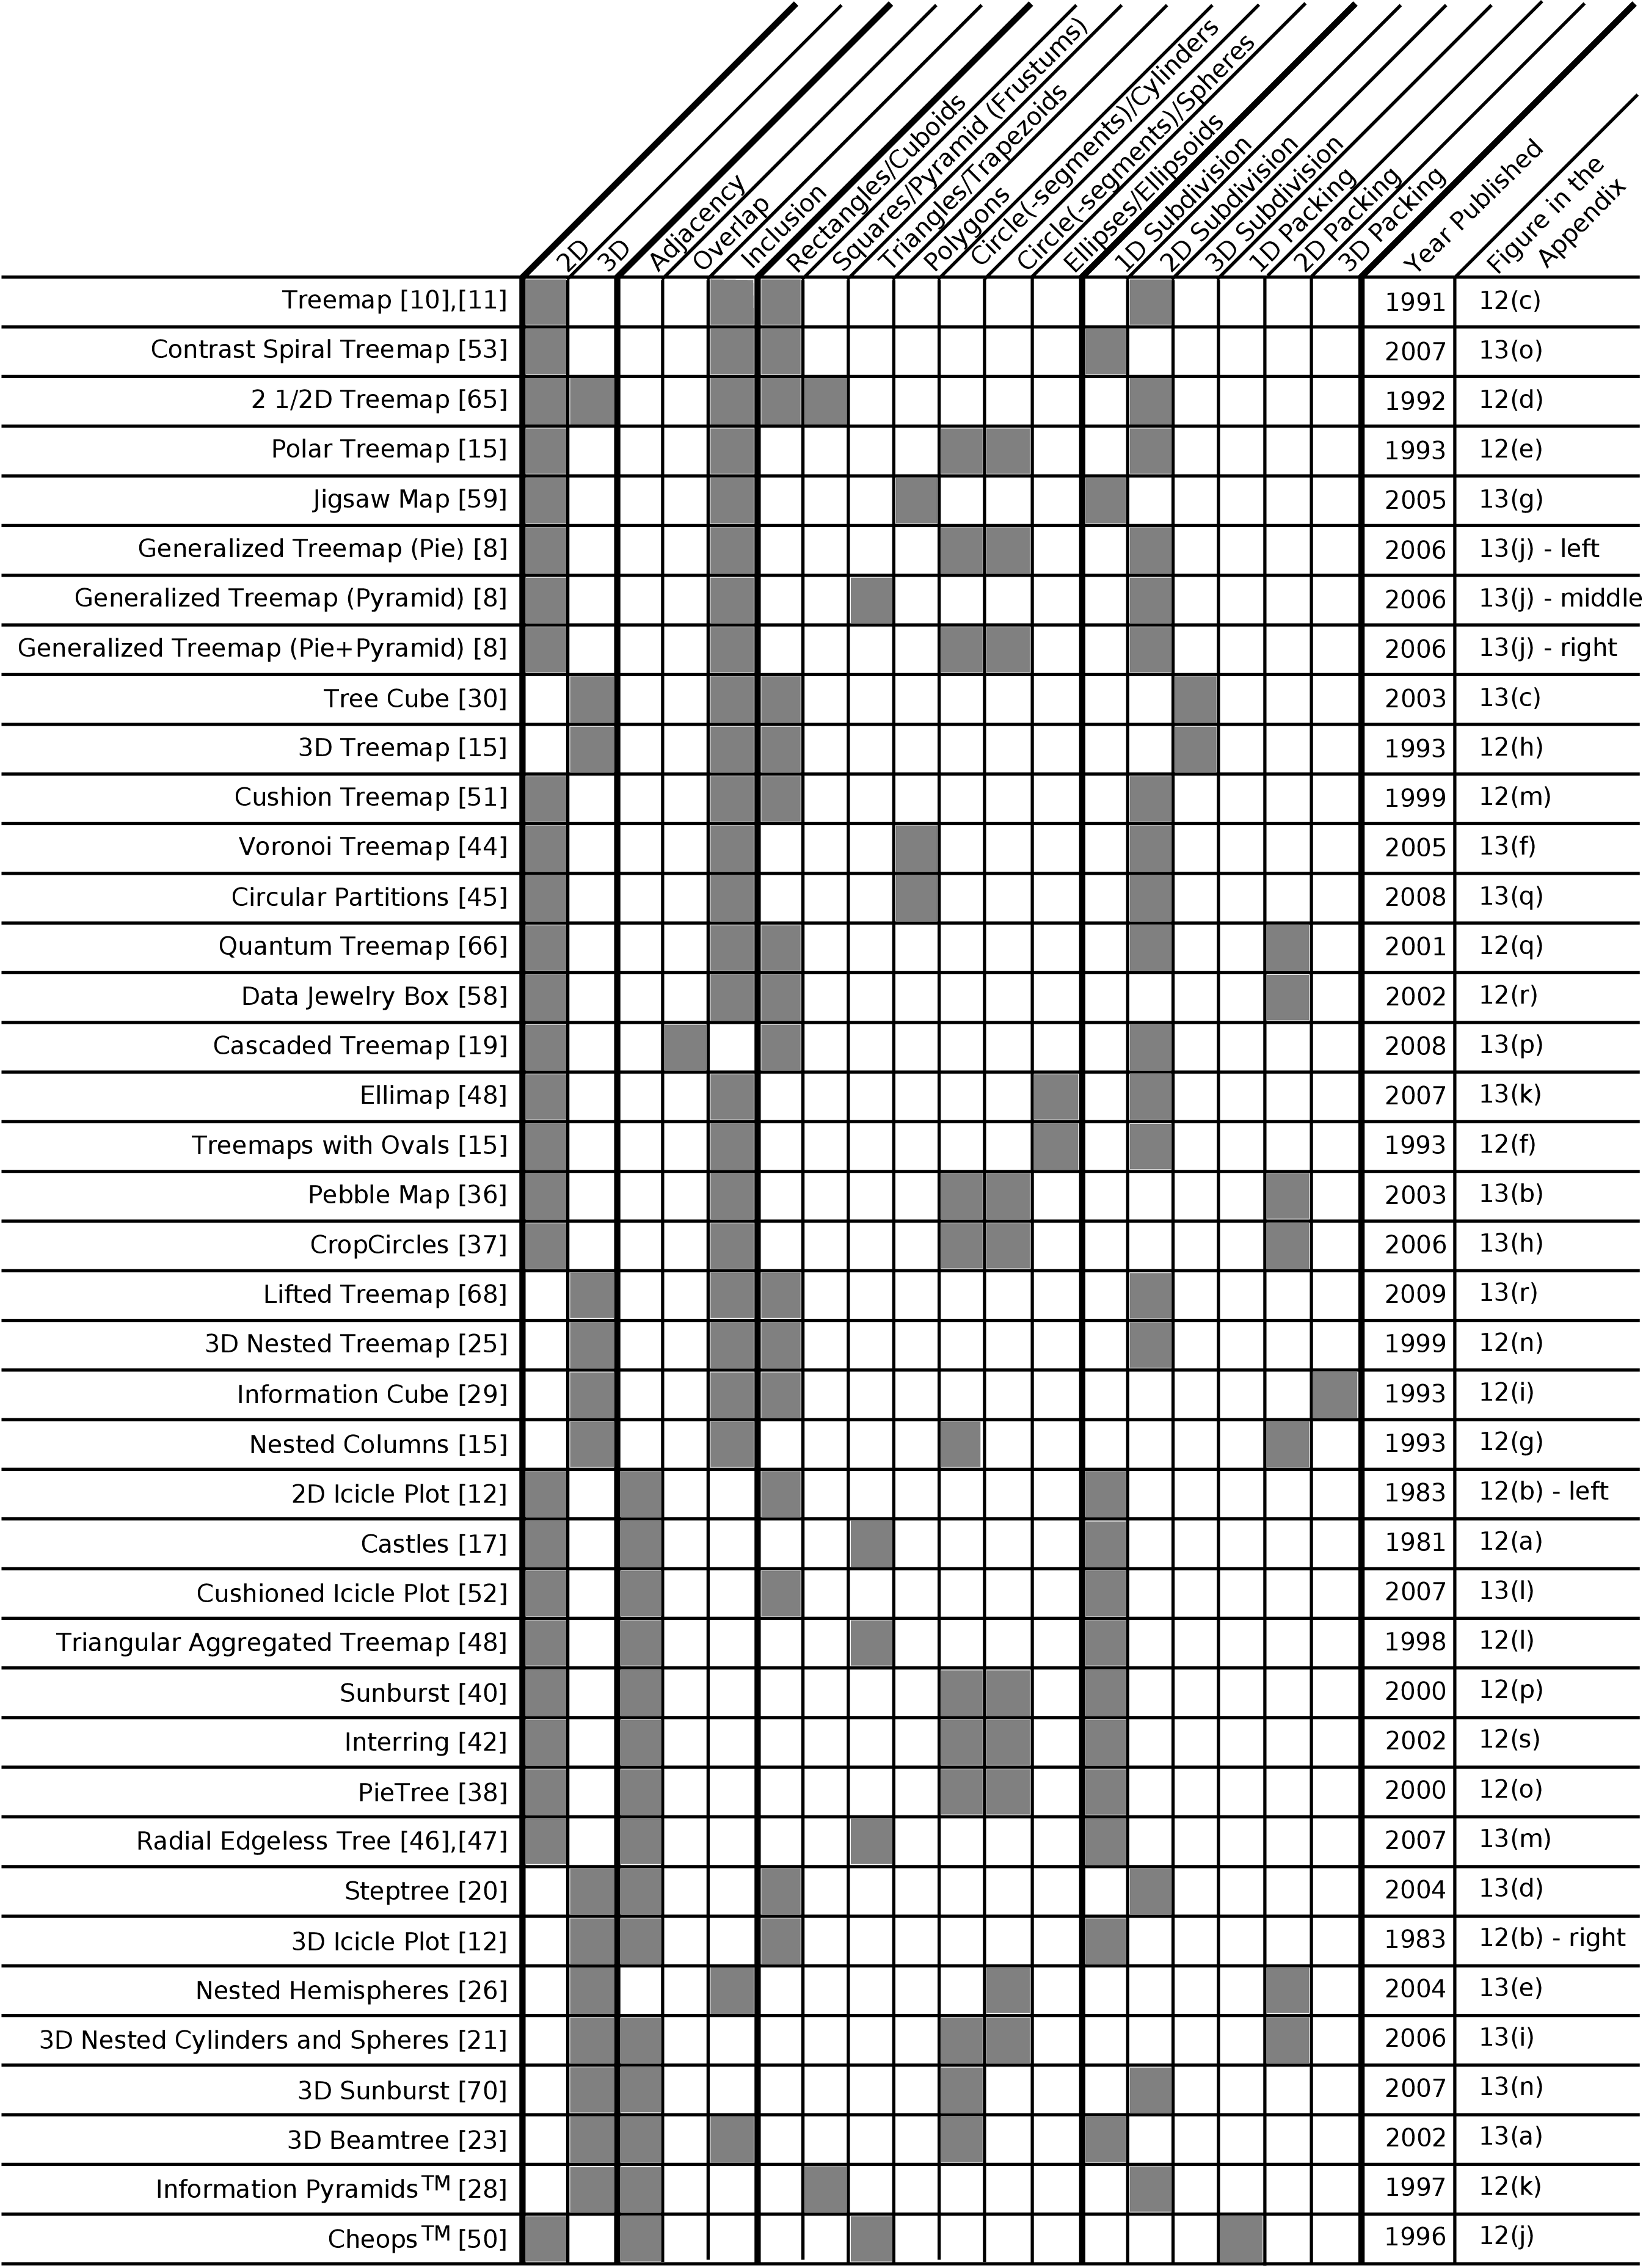 2D
3D
Adjacency
Overlap
Inclusion
Rectangles/Cuboids
Squares/Pyramid (Frustums)
Triangles/Trapezoids
Polygons
Circle(-segments)/Cylinders
Circle(-segments)/Spheres
Ellipses/Ellipsoids
1D Subdivision
2D Subdivision
3D Subdivision
1D Packing
2D Packing
3D Packing
Year Published
Figure in the
Appendix
Treemap [10],[11] 1991 12(c)
Contrast Spiral Treemap [53] 2007 13(o)
2 1/2D Treemap [65] 1992 12(d)
Polar Treemap [15] 1993 12(e)
Jigsaw Map [59] 2005 13(g)
Generalized Treemap (Pie) [8] 2006 13(j) - left
Generalized Treemap (Pyramid) [8] 2006 13(j) - middle
Generalized Treemap (Pie+Pyramid) [8] 2006 13(j) - right
Tree Cube [30] 2003 13(c)
3D Treemap [15] 1993 12(h)
Cushion Treemap [51] 1999 12(m)
Voronoi Treemap [44] 2005 13(f)
Circular Partitions [45] 2008 13(q)
Quantum Treemap [66] 2001 12(q)
Data Jewelry Box [58] 2002 12(r)
Cascaded Treemap [19] 2008 13(p)
Ellimap [48] 2007 13(k)
Treemaps with Ovals [15] 1993 12(f)
Pebble Map [36] 2003 13(b)
CropCircles [37] 2006 13(h)
Lifted Treemap [68] 2009 13(r)
3D Nested Treemap [25] 1999 12(n)
Information Cube [29] 1993 12(i)
Nested Columns [15] 1993 12(g)
2D Icicle Plot [12] 1983 12(b) - left
Castles [17] 1981 12(a)
Cushioned Icicle Plot [52] 2007 13(l)
Triangular Aggregated Treemap [48] 1998 12(l)
Sunburst [40] 2000 12(p)
Interring [42] 2002 12(s)
PieTree [38] 2000 12(o)
Radial Edgeless Tree [46],[47] 2007 13(m)
Steptree [20] 2004 13(d)
3D Icicle Plot [12] 1983 12(b) - right
Nested Hemispheres [26] 2004 13(e)
3D Nested Cylinders and Spheres [21] 2006 13(i)
3D Sunburst [70] 2007 13(n)
3D Beamtree [23] 2002 13(a)
Information Pyramids™ [28] 1997 12(k)
Cheops™ [50] 1996 12(j)